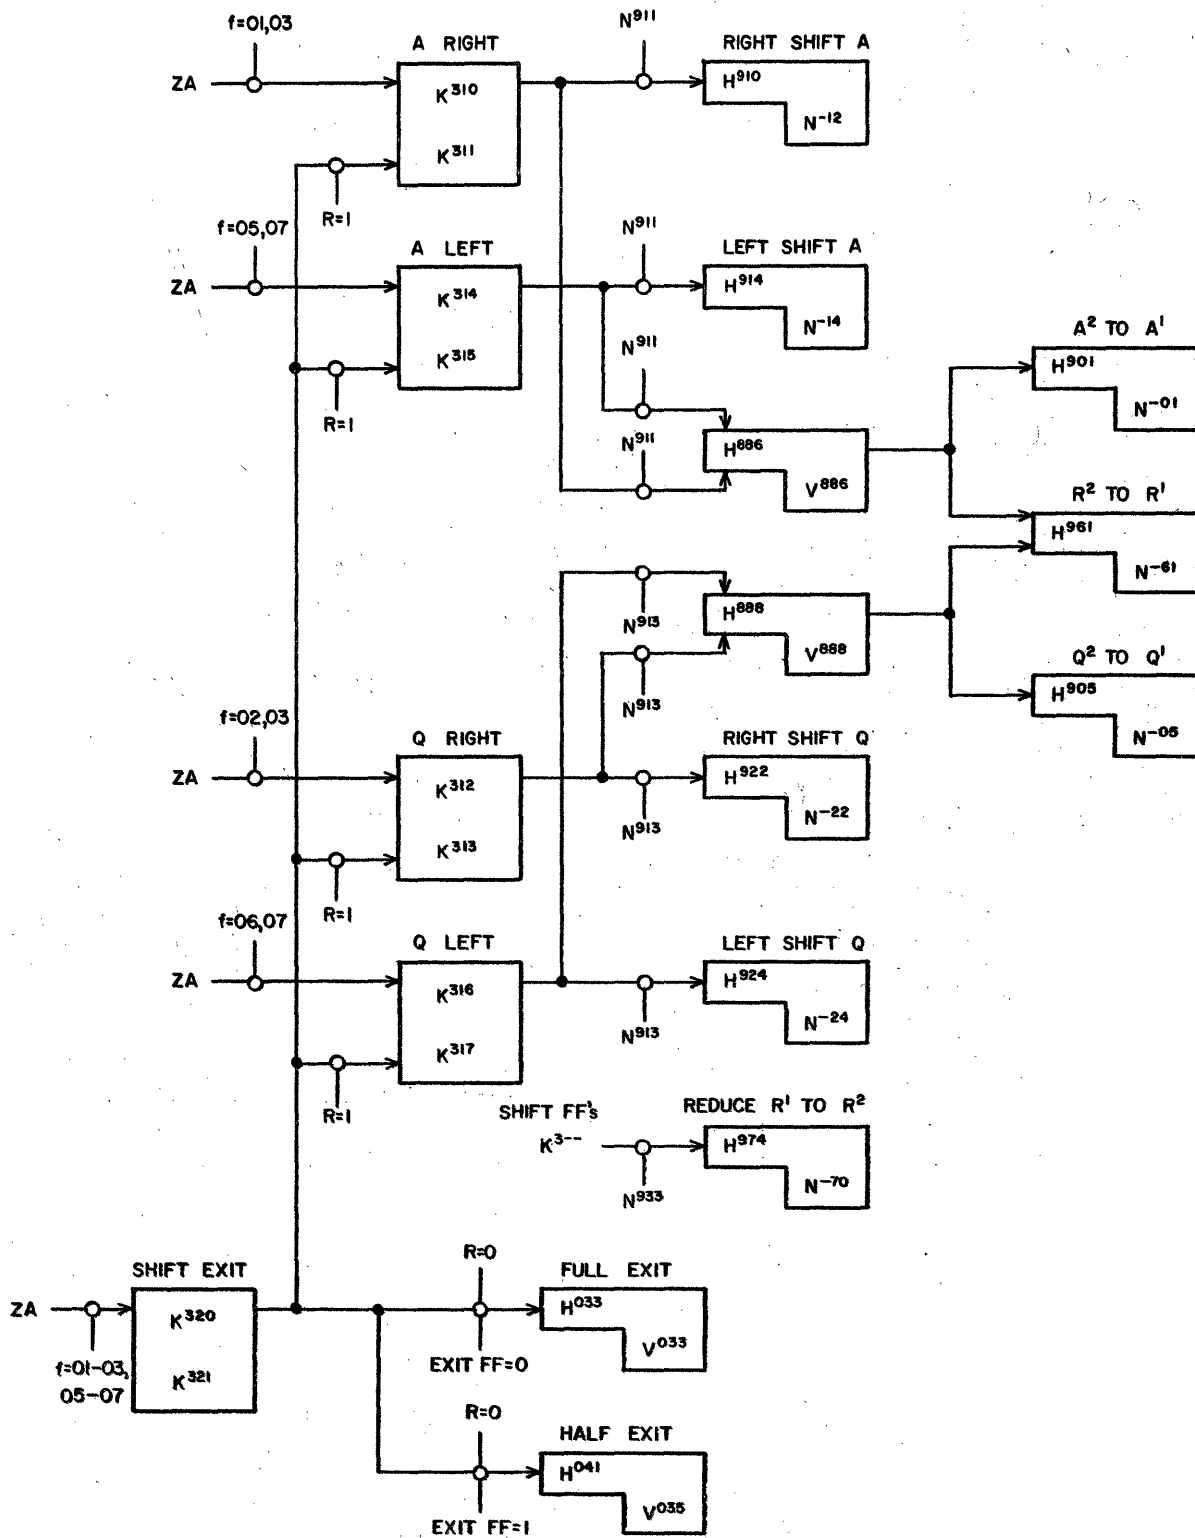 f=01,03
N⁹¹¹
A RIGHT
RIGHT SHIFT A
ZA
K³¹⁰
H⁹¹⁰
N⁻¹²
K³¹¹
R=1
f=05,07
N⁹¹¹
A LEFT
LEFT SHIFT A
ZA
K³¹⁴
H⁹¹⁴
N⁻¹⁴
A² TO A¹
N⁹¹¹
K³¹⁵
H⁹⁰¹
N⁻⁰¹
R=1
N⁹¹¹
H⁸⁸⁶
V⁸⁸⁶
R² TO R¹
H⁹⁶¹
N⁻⁶¹
H⁸⁸⁸
N⁹¹³
V⁸⁸⁸
Q² TO Q¹
H⁹⁰⁵
N⁹¹³
f=02,03
Q RIGHT
RIGHT SHIFT Q
N⁻⁰⁵
ZA
K³¹²
H⁹²²
N⁻²²
N⁹¹³
K³¹³
R=1
f=06,07
Q LEFT
LEFT SHIFT Q
ZA
K³¹⁶
H⁹²⁴
N⁻²⁴
N⁹¹³
K³¹⁷
R=1
SHIFT FF's
REDUCE R¹ TO R²
K³⁻⁻
H⁹⁷⁴
N⁻⁷⁰
N⁹³³
R=0
SHIFT EXIT
FULL EXIT
ZA
K³²⁰
H⁰³³
V⁰³³
f=01-03,
05-07
K³²¹
EXIT FF=0
R=0
HALF EXIT
H⁰⁴¹
V⁰³⁵
EXIT FF=1